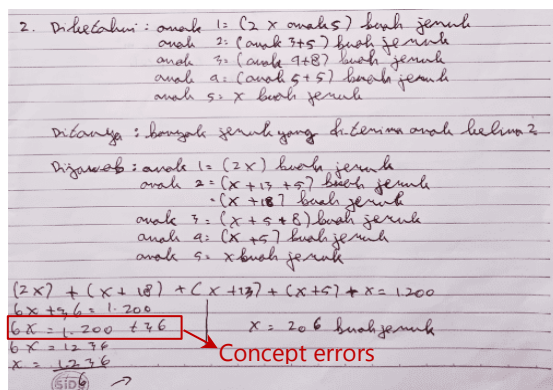 2. Diketahui : anak 1 = (2 x anak 5) buah jeruk
anak 2 = (anak 3+5) buah jeruk
anak 3 = (anak 4+8) buah jeruk
anak 4 = (anak 5+5) buah jeruk
anak 5 = x buah jeruk
Ditanya : banyak jeruk yang diterima anak kelima?
Dijawab : anak 1 = (2x) buah jeruk
anak 2 = (x + 13 + 5) buah jeruk
= (x + 18) buah jeruk
anak 3 = (x + 5 + 8) buah jeruk
anak 4 = (x + 5) buah jeruk
anak 5 = x buah jeruk
(2x) + (x + 18) + (x + 13) + (x + 5) + x = 1.200
6x + 36 = 1.200
6x = 1.200 + 36 x = 206 buah jeruk
6x = 1236
x = 1236
6
Concept errors